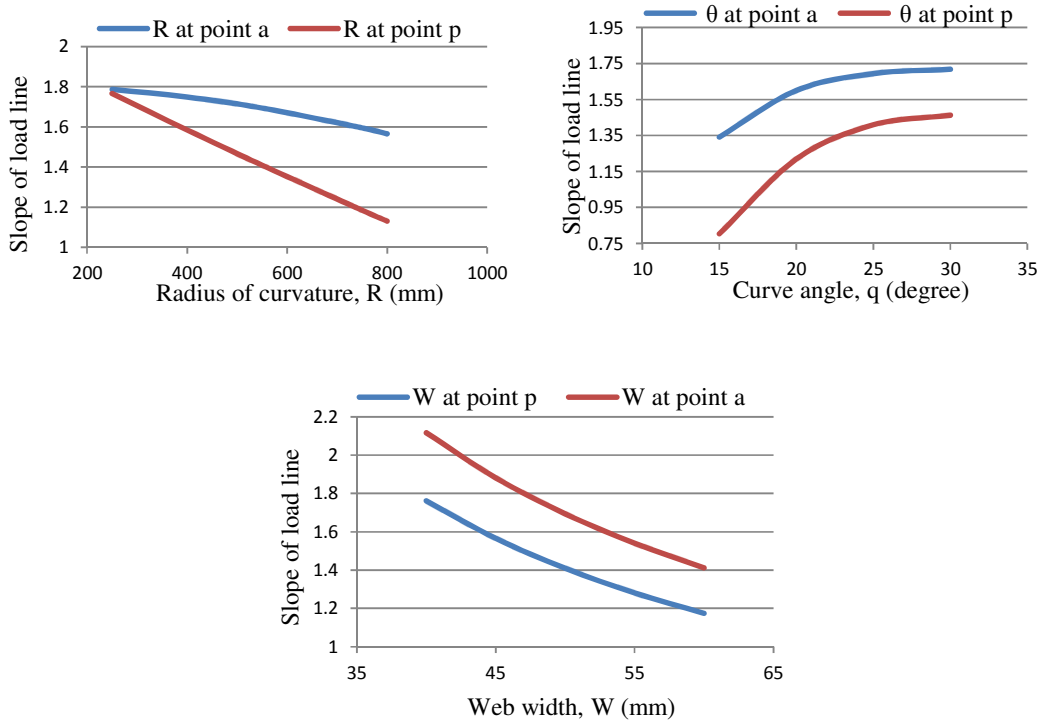 R at point a R at point p
Slope of load line
2
1.8
1.6
1.4
1.2
1
200 400 600 800 1000
Radius of curvature, R (mm)
θ at point a θ at point p
Slope of load line
1.95
1.75
1.55
1.35
1.15
0.95
0.75
10 15 20 25 30 35
Curve angle, q (degree)
W at point p W at point a
Slope of load line
2.2
2
1.8
1.6
1.4
1.2
1
35 45 55 65
Web width, W (mm)